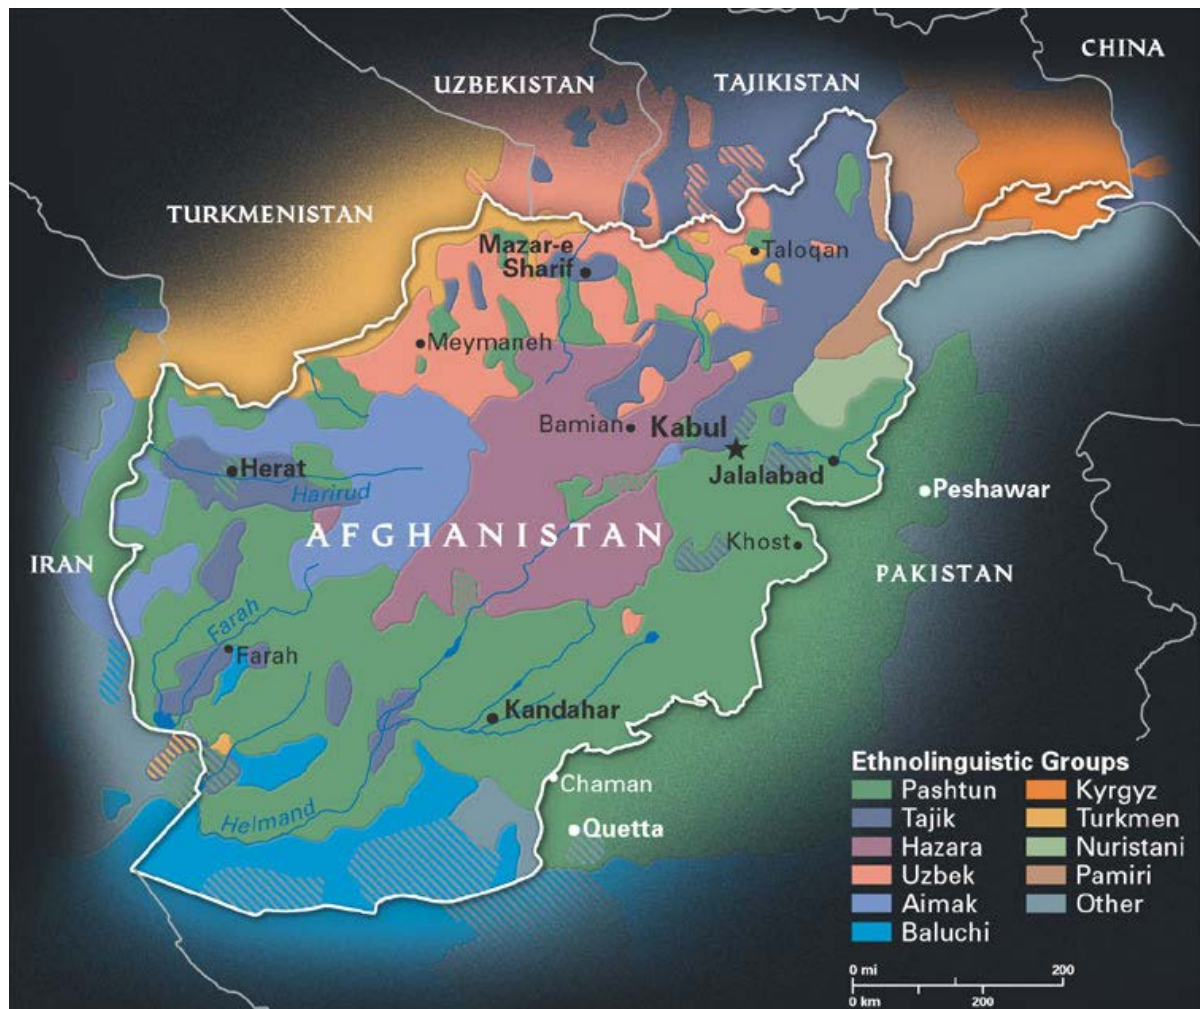 CHINA
UZBEKISTAN
TAJIKISTAN
TURKMENISTAN
Mazar-e
Sharif
Taloqan
Meymaneh
Bamian
Kabul
Herat
Jalalabad
Harirud
Peshawar
AFGHANISTAN
Khost
IRAN
PAKISTAN
Farah
Farah
Kandahar
Chaman
Helmand
Quetta
Ethnolinguistic Groups
Pashtun
Tajik
Hazara
Uzbek
Aimak
Baluchi
Kyrgyz
Turkmen
Nuristani
Pamiri
Other
0 mi 200
0 km 200